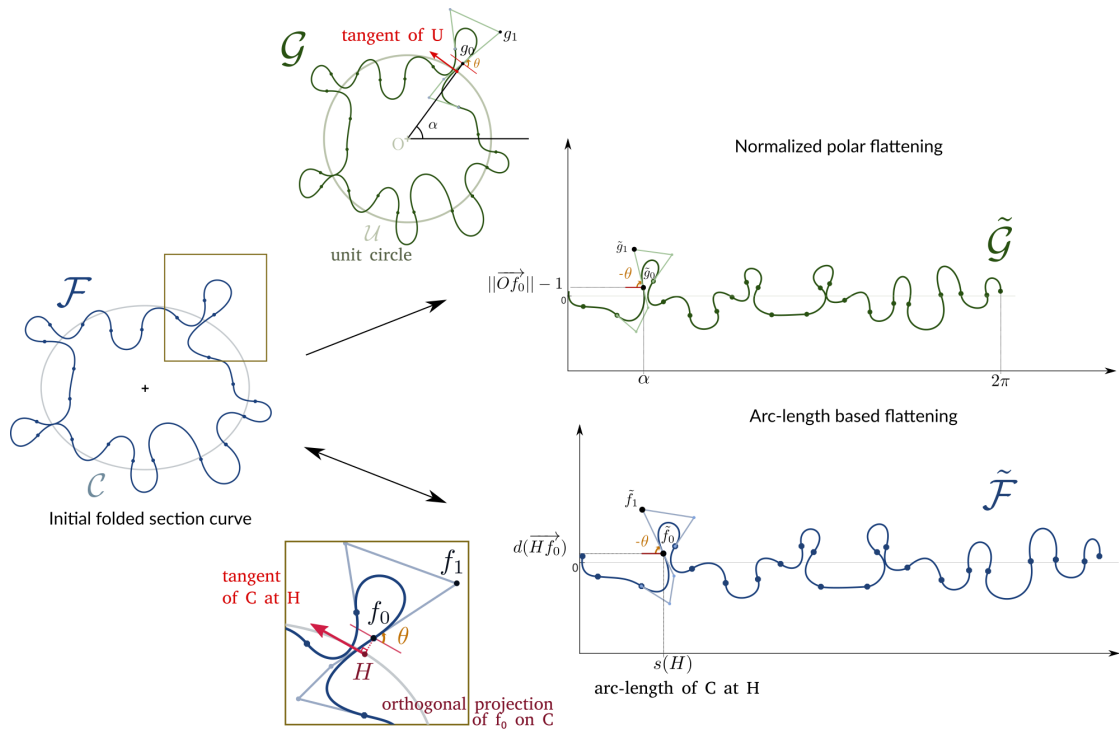 𝒢
tangent of U
g₀
g₁
θ
α
O
𝒰
unit circle
Normalized polar flattening
𝒢̃
g̃₁
-θ
g̃₀
||Of₀⃗|| − 1
0
α
2π
ℱ
+
𝒞
Initial folded section curve
Arc-length based flattening
ℱ̃
f̃₁
-θ
f̃₀
d(Hf₀⃗)
0
s(H)
arc-length of C at H
tangent
of C at H
f₁
f₀
θ
H
orthogonal projection
of f₀ on C